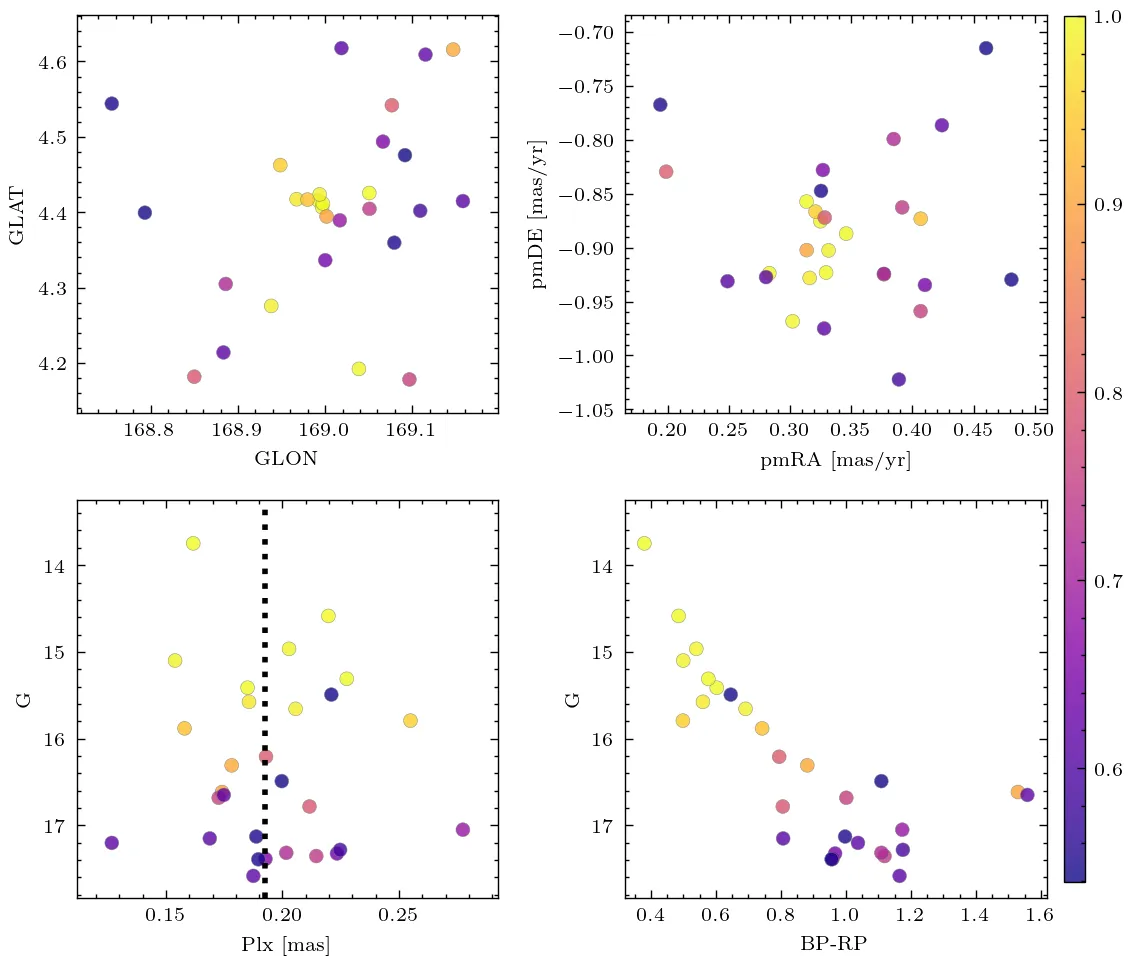 4.6
4.5
4.4
4.3
4.2
GLAT
168.8 168.9 169.0 169.1
GLON
−0.70
−0.75
−0.80
−0.85
−0.90
−0.95
−1.00
−1.05
pmDE [mas/yr]
0.20 0.25 0.30 0.35 0.40 0.45 0.50
pmRA [mas/yr]
1.0
0.9
0.8
0.7
0.6
14
15
16
17
G
0.15 0.20 0.25
Plx [mas]
14
15
16
17
G
0.4 0.6 0.8 1.0 1.2 1.4 1.6
BP-RP